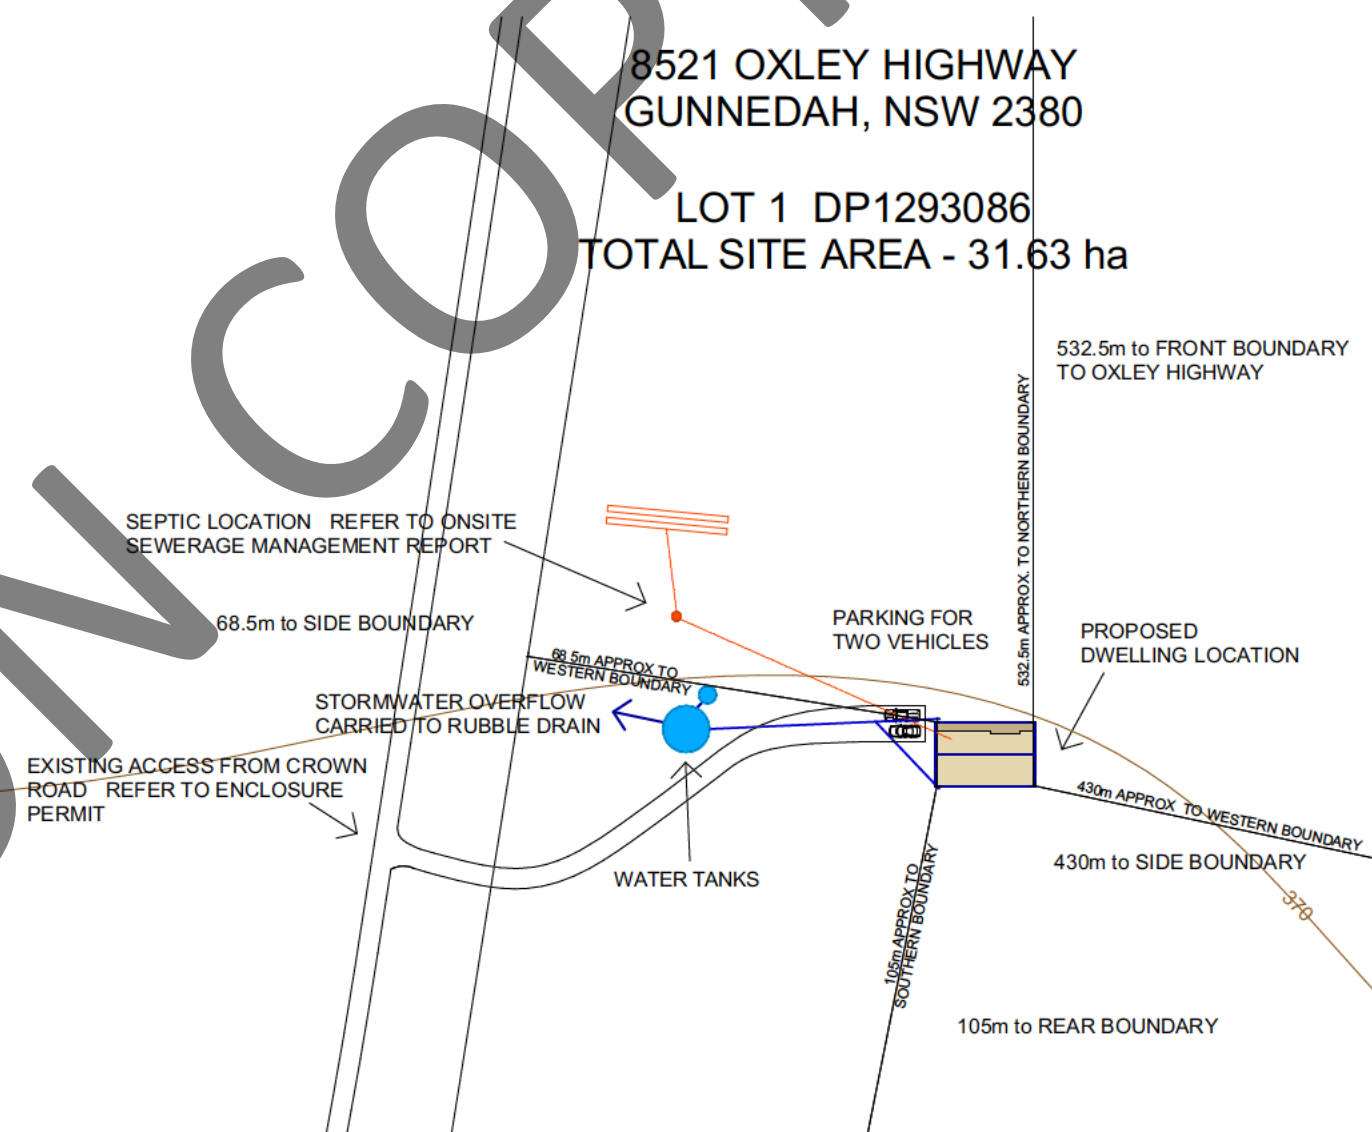 8521 OXLEY HIGHWAY
GUNNEDAH, NSW 2380
LOT 1 DP1293086
TOTAL SITE AREA - 31.63 ha
532.5m to FRONT BOUNDARY
TO OXLEY HIGHWAY
532.5m APPROX. TO NORTHERN BOUNDARY
SEPTIC LOCATION REFER TO ONSITE
SEWERAGE MANAGEMENT REPORT
68.5m to SIDE BOUNDARY
PARKING FOR
TWO VEHICLES
PROPOSED
DWELLING LOCATION
68.5m APPROX TO
WESTERN BOUNDARY
STORMWATER OVERFLOW
CARRIED TO RUBBLE DRAIN
EXISTING ACCESS FROM CROWN
ROAD REFER TO ENCLOSURE
PERMIT
430m APPROX TO WESTERN BOUNDARY
430m to SIDE BOUNDARY
WATER TANKS
370
105m APPROX TO
SOUTHERN BOUNDARY
105m to REAR BOUNDARY